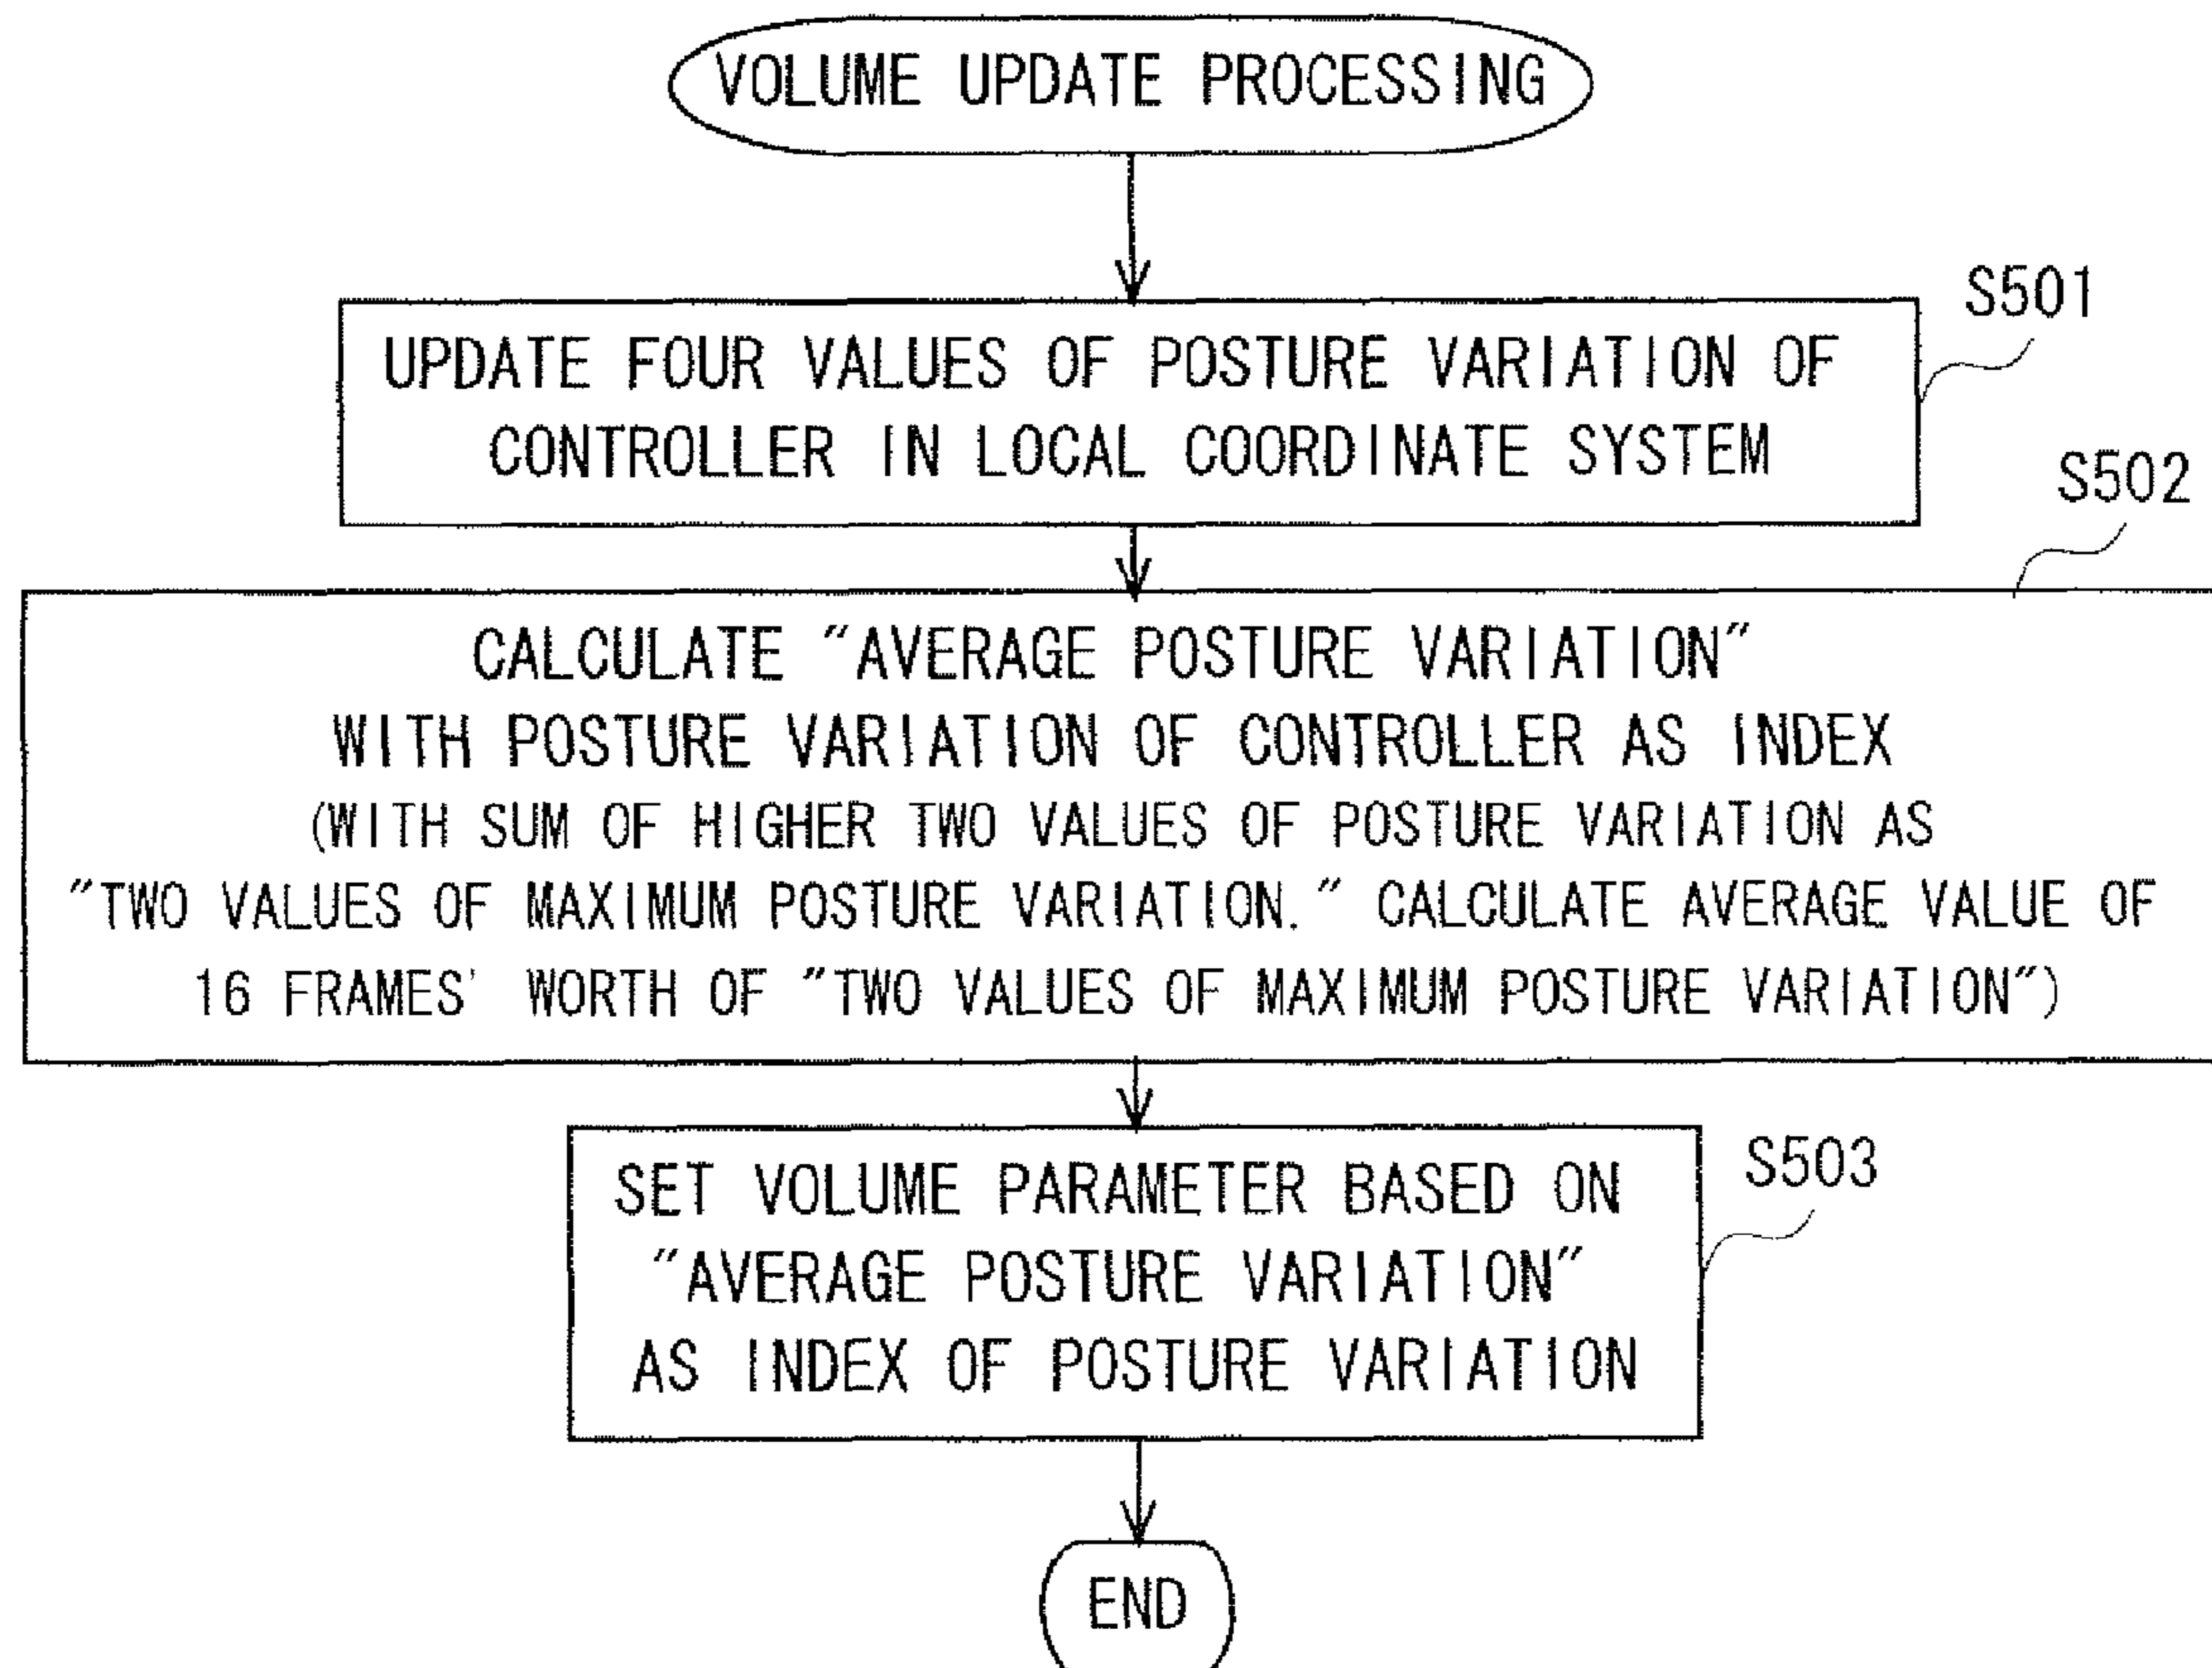 VOLUME UPDATE PROCESSING
S501
UPDATE FOUR VALUES OF POSTURE VARIATION OF
CONTROLLER IN LOCAL COORDINATE SYSTEM
S502
CALCULATE "AVERAGE POSTURE VARIATION"
WITH POSTURE VARIATION OF CONTROLLER AS INDEX
(WITH SUM OF HIGHER TWO VALUES OF POSTURE VARIATION AS
"TWO VALUES OF MAXIMUM POSTURE VARIATION." CALCULATE AVERAGE VALUE OF
16 FRAMES' WORTH OF "TWO VALUES OF MAXIMUM POSTURE VARIATION")
S503
SET VOLUME PARAMETER BASED ON
"AVERAGE POSTURE VARIATION"
AS INDEX OF POSTURE VARIATION
END